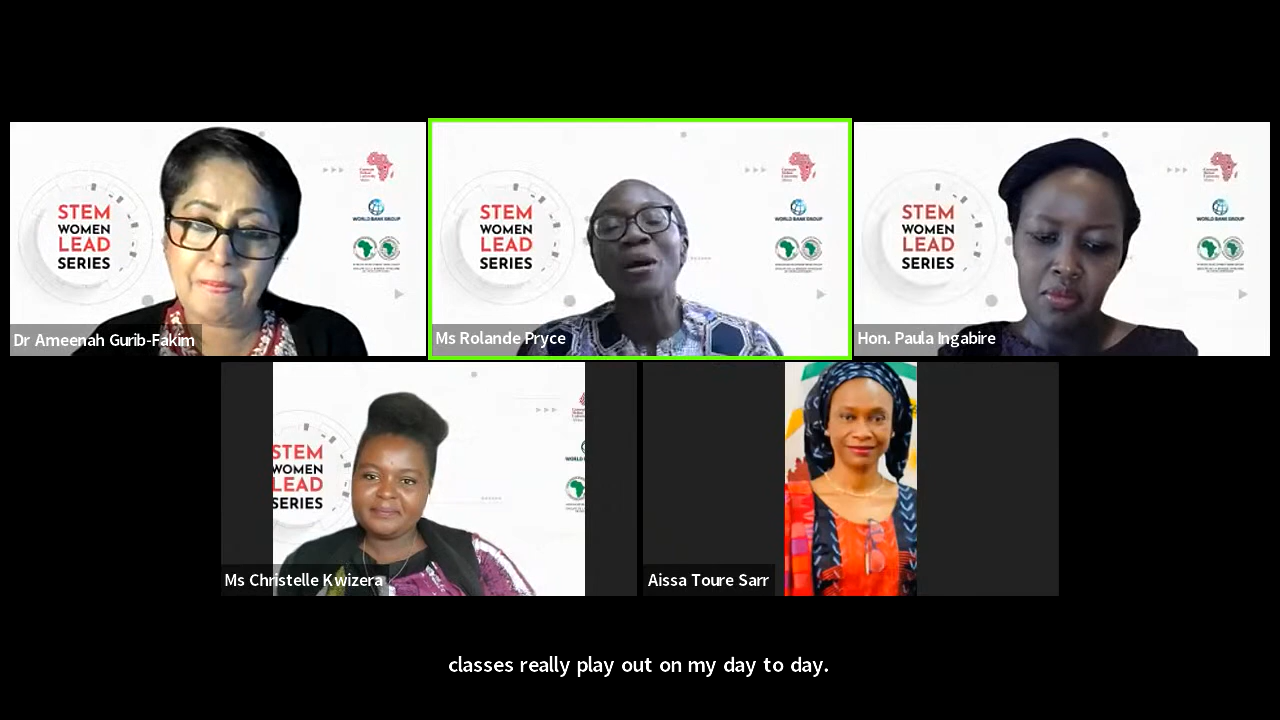 STEM
WOMEN
LEAD
SERIES
WORLD BANK GROUP
Dr Ameenah Gurib-Fakim
STEM
WOMEN
LEAD
SERIES
WORLD BANK GROUP
Ms Rolande Pryce
STEM
WOMEN
LEAD
SERIES
WORLD BANK GROUP
Hon. Paula Ingabire
STEM
WOMEN
LEAD
SERIES
Ms Christelle Kwizera
Aissa Toure Sarr
classes really play out on my day to day.